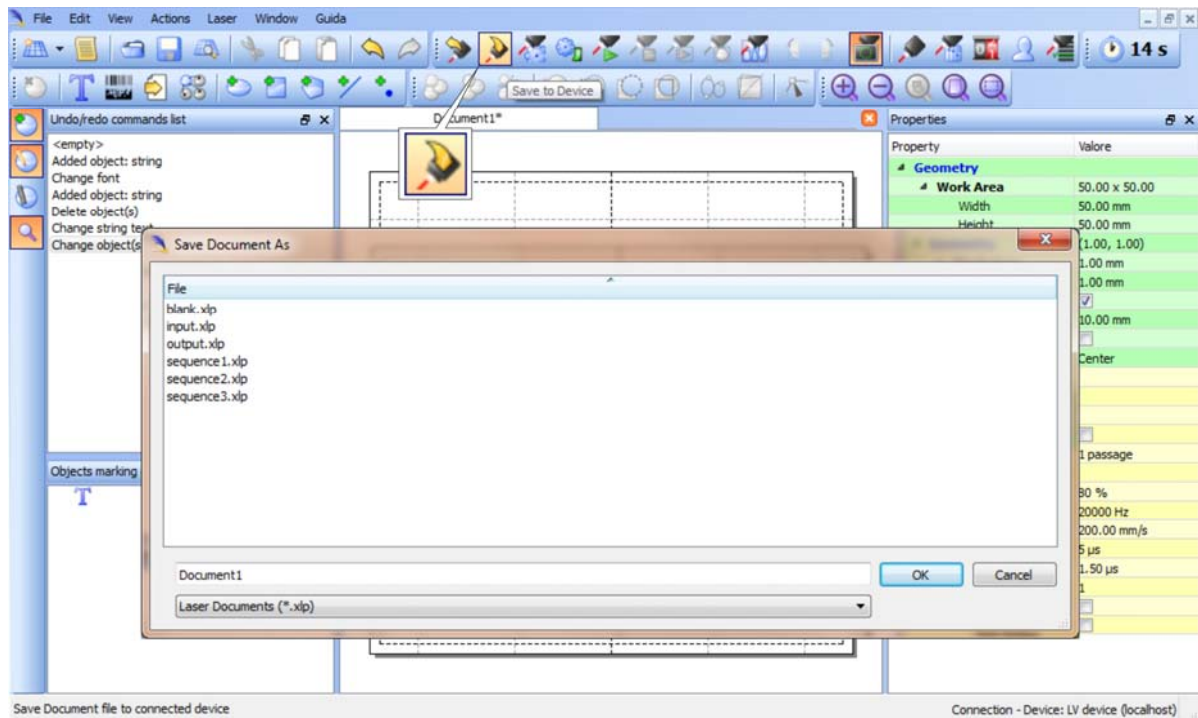 File Edit View Actions Laser Window Guida
14 s
Save to Device
Undo/redo commands list
<empty>
Added object: string
Change font
Added object: string
Delete object(s)
Change string text
Change object(s
Objects marking
Document1*
Properties
Property Valore
Geometry
Work Area 50.00 x 50.00
Width 50.00 mm
Height 50.00 mm
(1.00, 1.00)
1.00 mm
1.00 mm
10.00 mm
Center
1 passage
80 %
20000 Hz
200.00 mm/s
5 µs
1.50 µs
1
Save Document As
File
blank.xlp
input.xlp
output.xlp
sequence1.xlp
sequence2.xlp
sequence3.xlp
Document1
OK Cancel
Laser Documents (*.xlp)
Save Document file to connected device
Connection - Device: LV device (localhost)